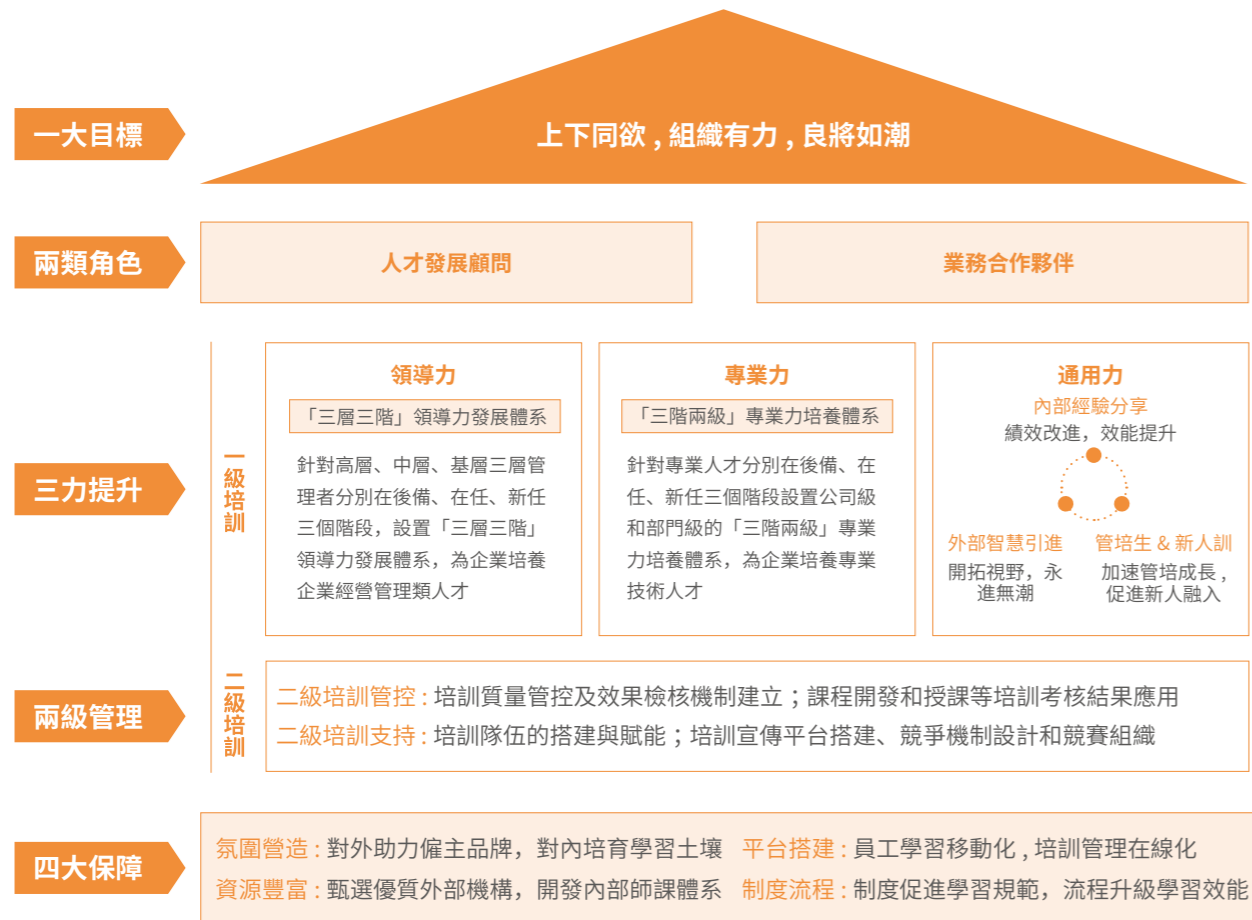 一大目標
上下同欲 , 組織有力 , 良將如潮
兩類角色
人才發展顧問
業務合作夥伴
三力提升
一級培訓
領導力
「三層三階」領導力發展體系
針對高層、中層、基層三層管
理者分別在後備、在任、新任
三個階段，設置「三層三階」
領導力發展體系，為企業培養
企業經營管理類人才
專業力
「三階兩級」專業力培養體系
針對專業人才分別在後備、在
任、新任三個階段設置公司級
和部門級的「三階兩級」專業
力培養體系，為企業培養專業
技術人才
通用力
內部經驗分享
績效改進，效能提升
外部智慧引進
開拓視野，永
進無潮
管培生 & 新人訓
加速管培成長 ,
促進新人融入
兩級管理
二級培訓
二級培訓管控 : 培訓質量管控及效果檢核機制建立；課程開發和授課等培訓考核結果應用
二級培訓支持 : 培訓隊伍的搭建與賦能；培訓宣傳平台搭建、競爭機制設計和競賽組織
四大保障
氛圍營造 : 對外助力僱主品牌，對內培育學習土壤
平台搭建 : 員工學習移動化 , 培訓管理在線化
資源豐富 : 甄選優質外部機構，開發內部師課體系
制度流程 : 制度促進學習規範，流程升級學習效能